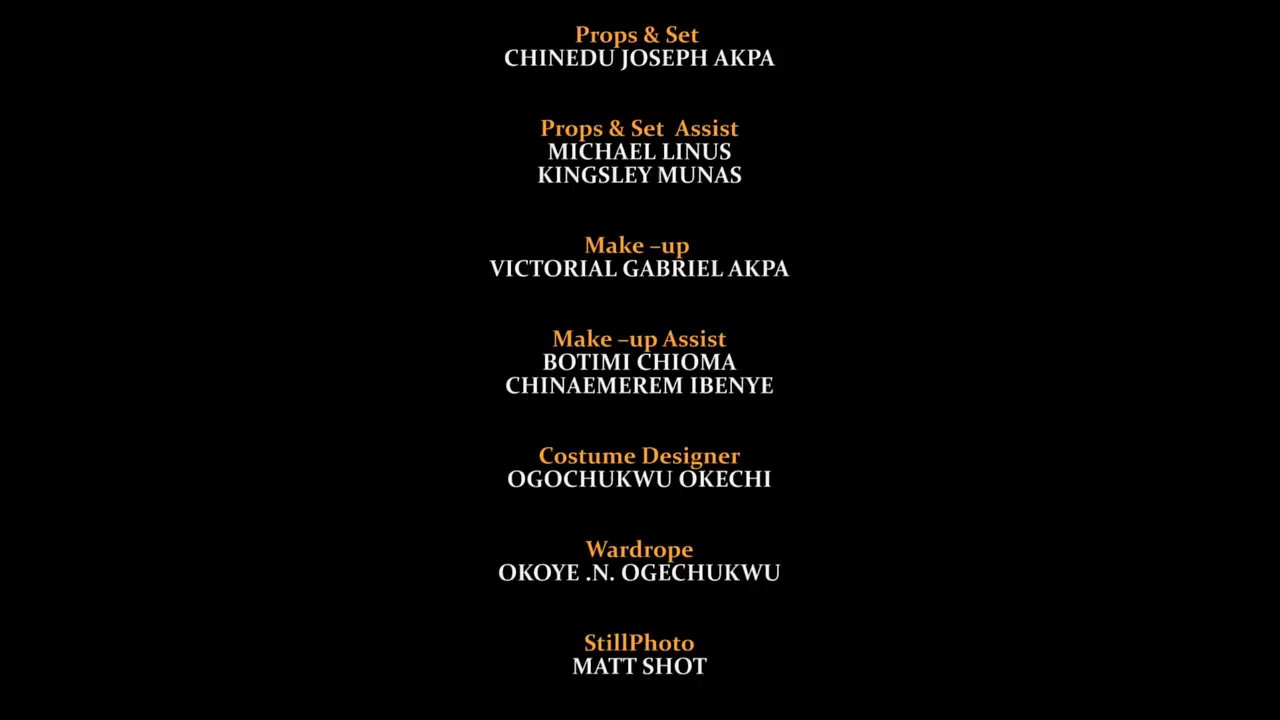 Props & Set
CHINEDU JOSEPH AKPA
Props & Set  Assist
MICHAEL LINUS
KINGSLEY MUNAS
Make –up
VICTORIAL GABRIEL AKPA
Make –up Assist
BOTIMI CHIOMA
CHINAEMEREM IBENYE
Costume Designer
OGOCHUKWU OKECHI
Wardrope
OKOYE .N. OGECHUKWU
StillPhoto
MATT SHOT